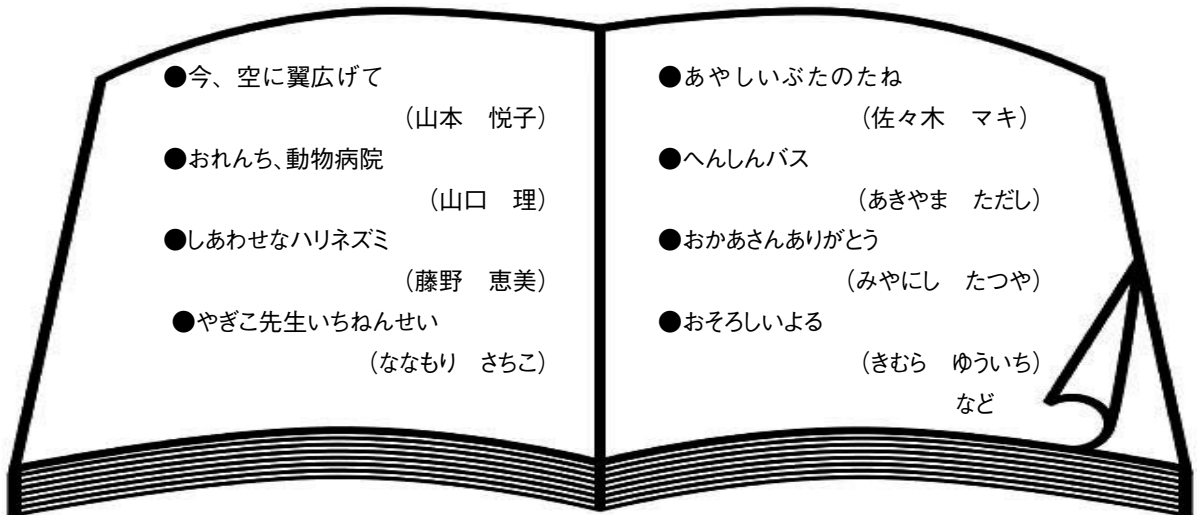 ●今、空に翼広げて
(山本　悦子)
●おれんち、動物病院
(山口　理)
●しあわせなハリネズミ
(藤野　恵美)
●やぎこ先生いちねんせい
(ななもり　さちこ)
●あやしいぶたのたね
(佐々木　マキ)
●へんしんバス
(あきやま　ただし)
●おかあさんありがとう
(みやにし　たつや)
●おそろしいよる
(きむら　ゆういち)
など